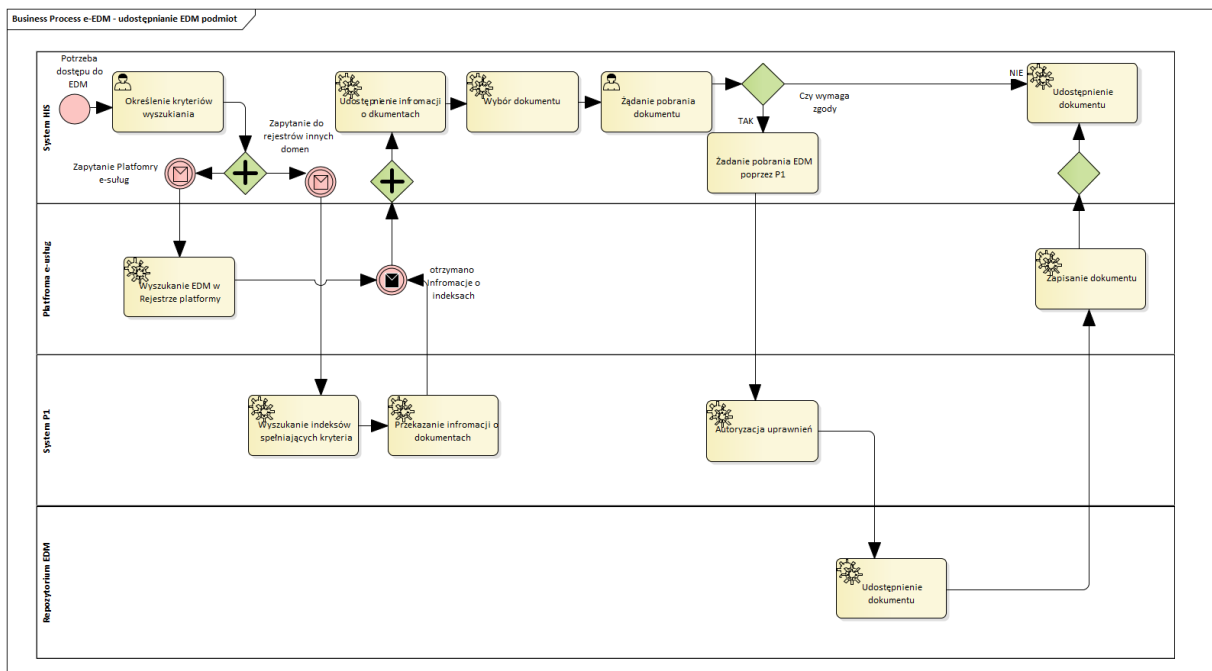 Business Process e-EDM - udostępnianie EDM podmiot
System HIS
Potrzeba
dostępu do
EDM
Określenie kryteriów
wyszukiania
Zapytanie Platfomry
e-suług
Zapytanie do
rejestrów innych
domen
Udostępnienie infromacji
o dkumentach
Wybór dokumentu
Żądanie pobrania
dokumentu
Czy wymaga
zgody
NIE
TAK
Żadanie pobrania EDM
poprzez P1
Udostępnienie
dokumentu
Platfroma e-usług
Wyszukanie EDM w
Rejestrze platformy
otrzymano
infromacje o
indeksach
Zapisanie dokumentu
System P1
Wyszukanie indeksów
spełniających kryteria
Przekazanie infromacji o
dokumentach
Autoryzacja uprawnień
Repozytorium EDM
Udostępnienie
dokumentu